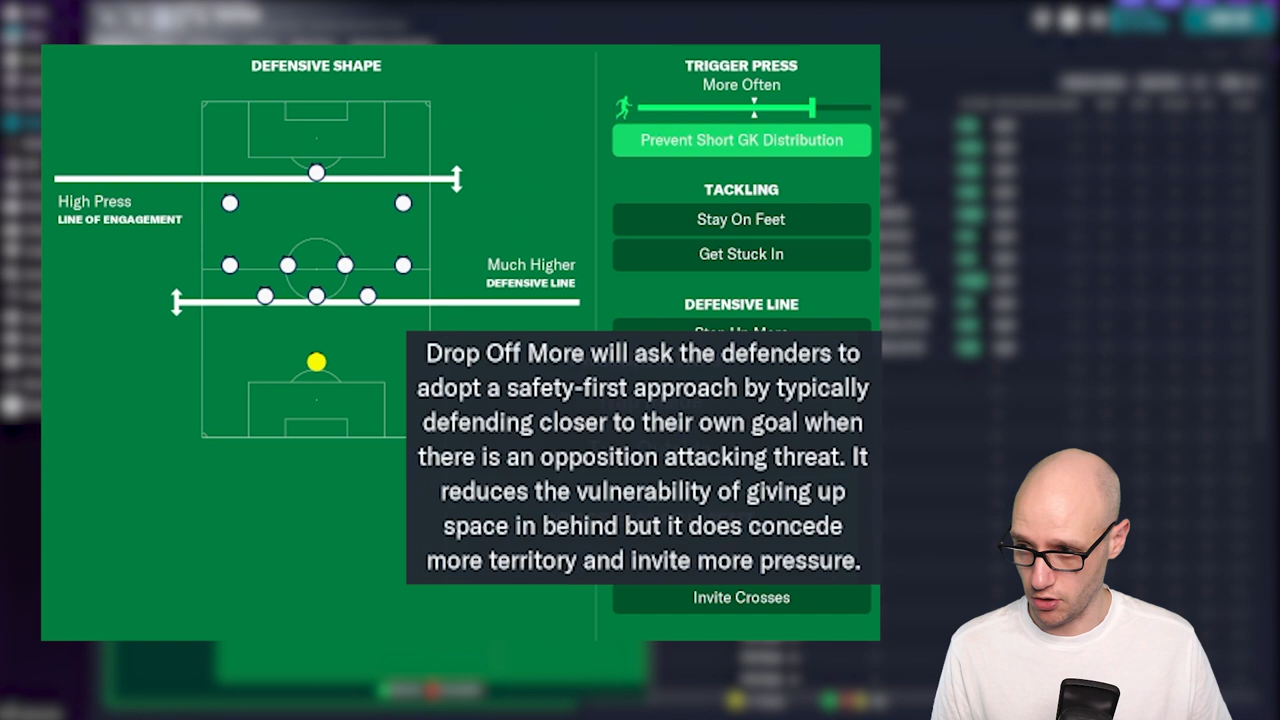 DEFENSIVE SHAPE
High Press
LINE OF ENGAGEMENT
Much Higher
DEFENSIVE LINE
TRIGGER PRESS
More Often
Prevent Short GK Distribution
TACKLING
Stay On Feet
Get Stuck In
DEFENSIVE LINE
Drop Off More will ask the defenders to
adopt a safety-first approach by typically
defending closer to their own goal when
there is an opposition attacking threat. It
reduces the vulnerability of giving up
space in behind but it does concede
more territory and invite more pressure.
Invite Crosses